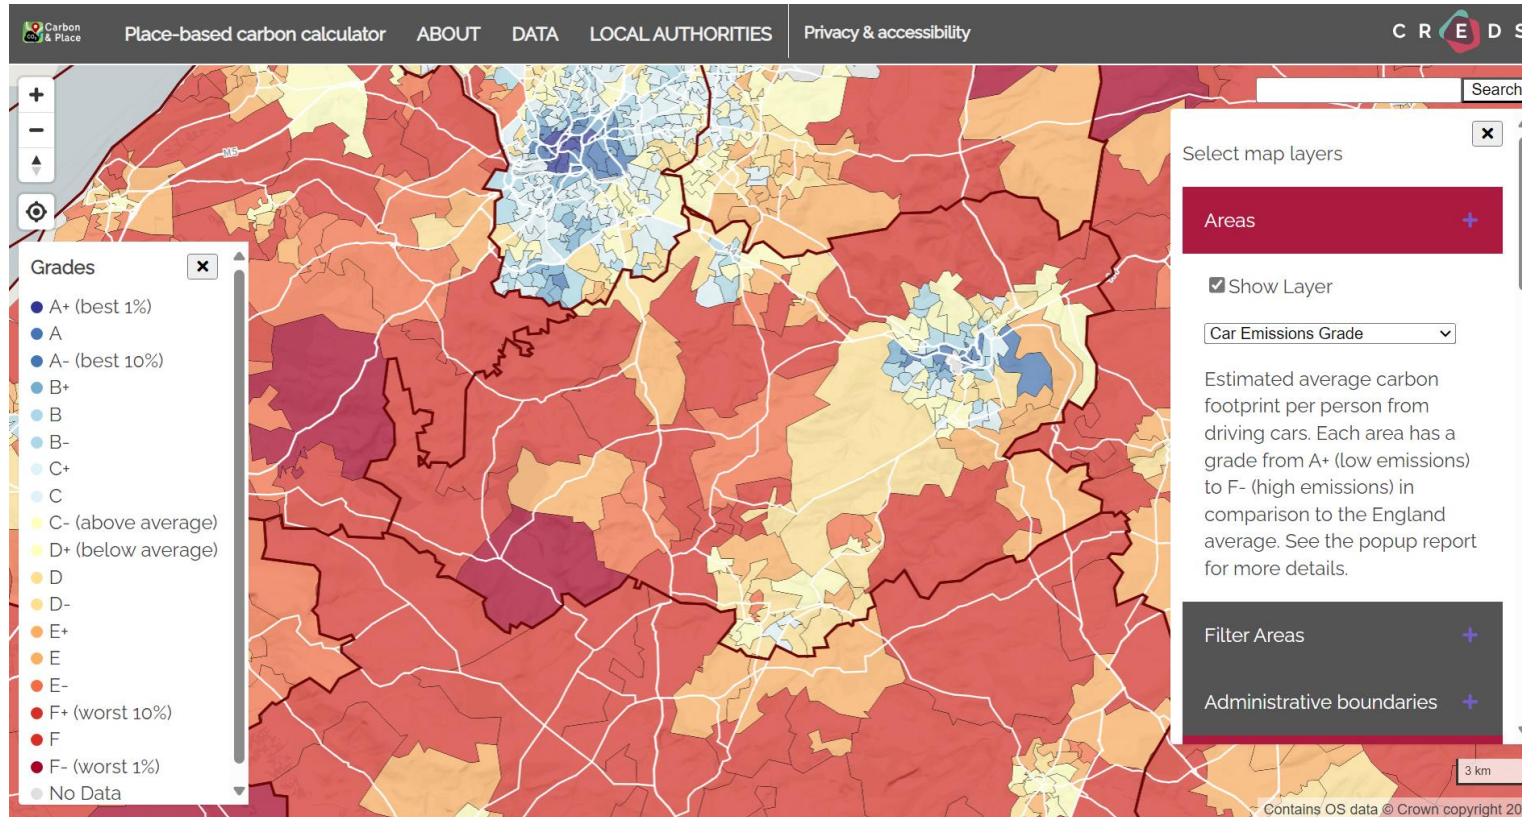 Carbon
& Place
CO₂
Place-based carbon calculator
ABOUT
DATA
LOCAL AUTHORITIES
Privacy & accessibility
CREDS
M5
Search
Select map layers
Areas
Show Layer
Car Emissions Grade
Estimated average carbon
footprint per person from
driving cars. Each area has a
grade from A+ (low emissions)
to F- (high emissions) in
comparison to the England
average. See the popup report
for more details.
Filter Areas
Administrative boundaries
Grades
A+ (best 1%)
A
A- (best 10%)
B+
B
B-
C+
C
C- (above average)
D+ (below average)
D
D-
E+
E
E-
F+ (worst 10%)
F
F- (worst 1%)
No Data
3 km
Contains OS data © Crown copyright 20